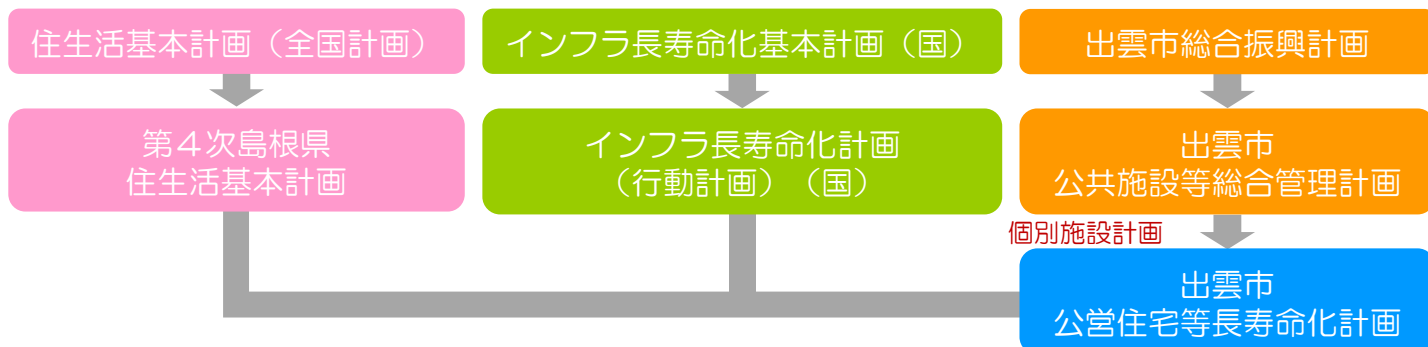 住生活基本計画（全国計画）
インフラ長寿命化基本計画（国）
出雲市総合振興計画
第４次島根県
住生活基本計画
インフラ長寿命化計画
（行動計画）（国）
出雲市
公共施設等総合管理計画
個別施設計画
出雲市
公営住宅等長寿命化計画